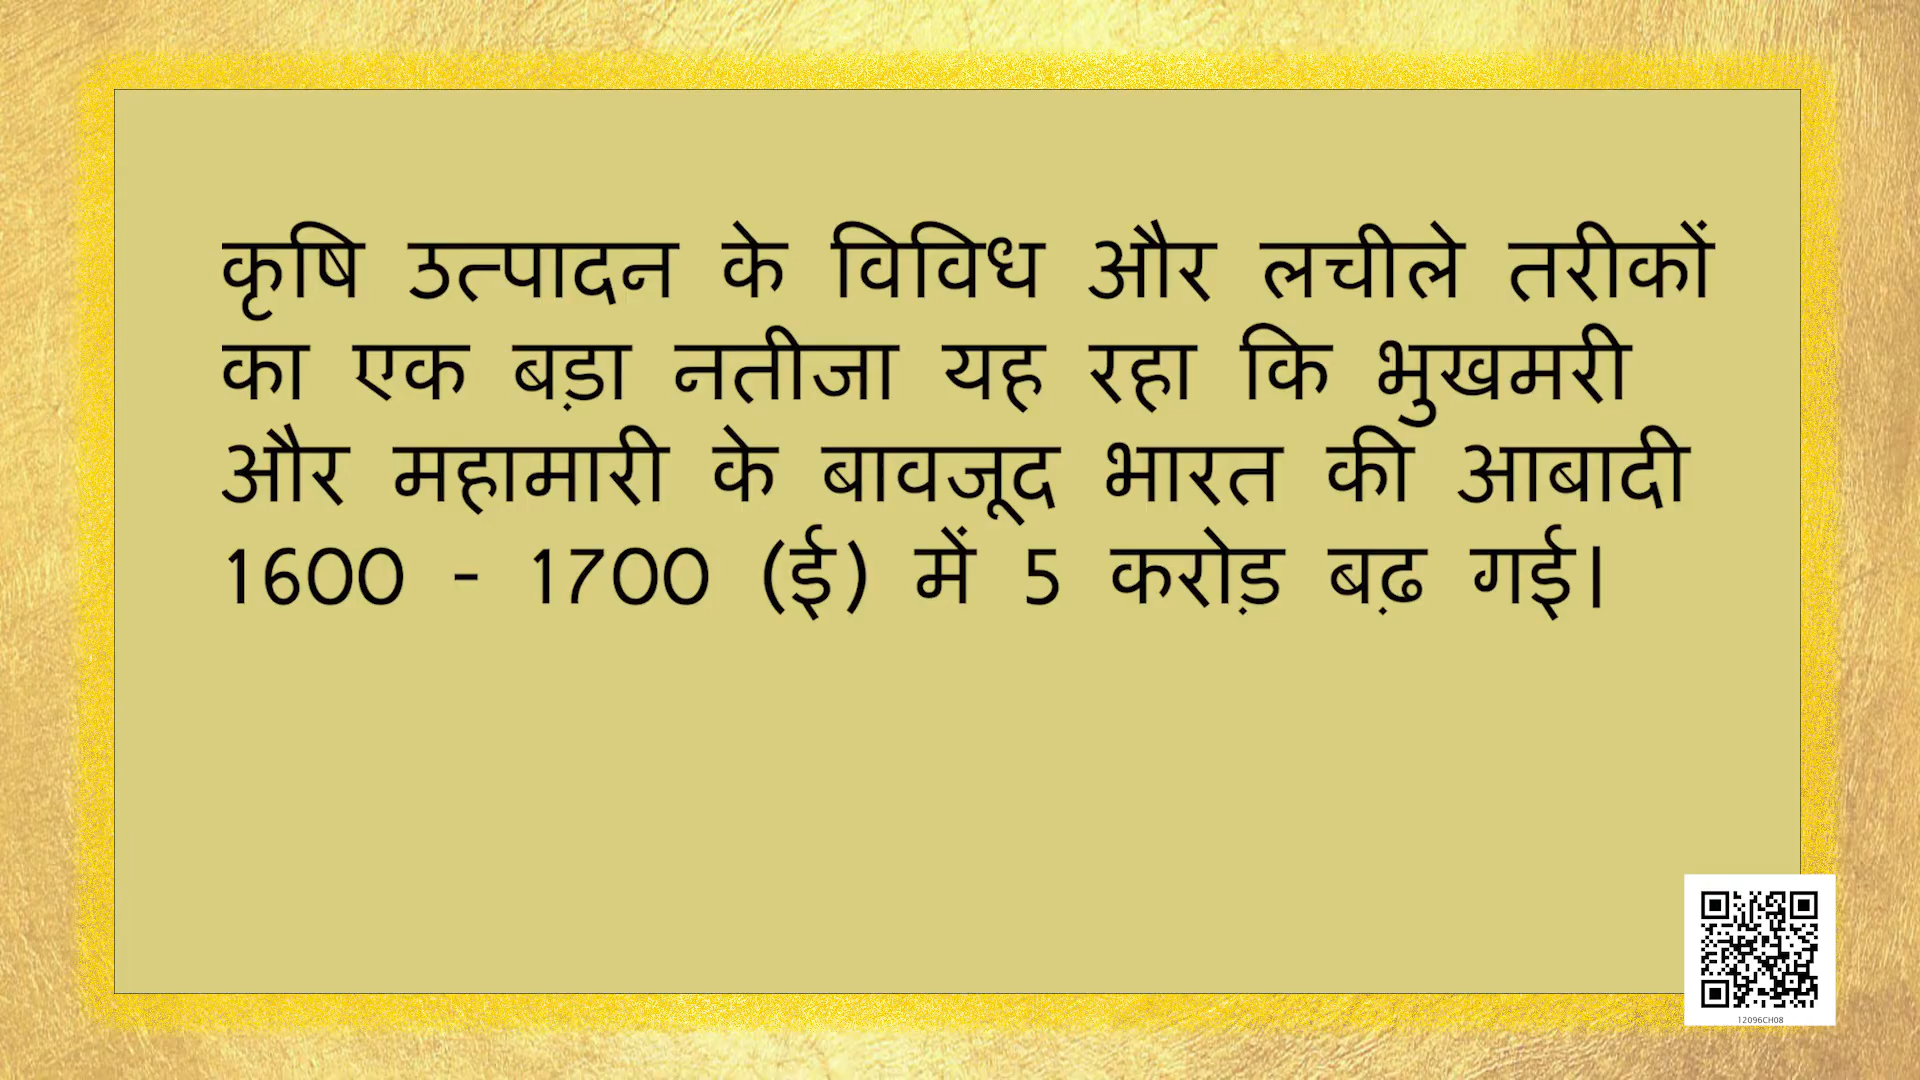 कृषि उत्पादन के विविध और लचीले तरीकों
का एक बड़ा नतीजा यह रहा कि भुखमरी
और महामारी के बावजूद भारत की आबादी
1600 - 1700 (ई) में 5 करोड़ बढ़ गई।
12096CH08